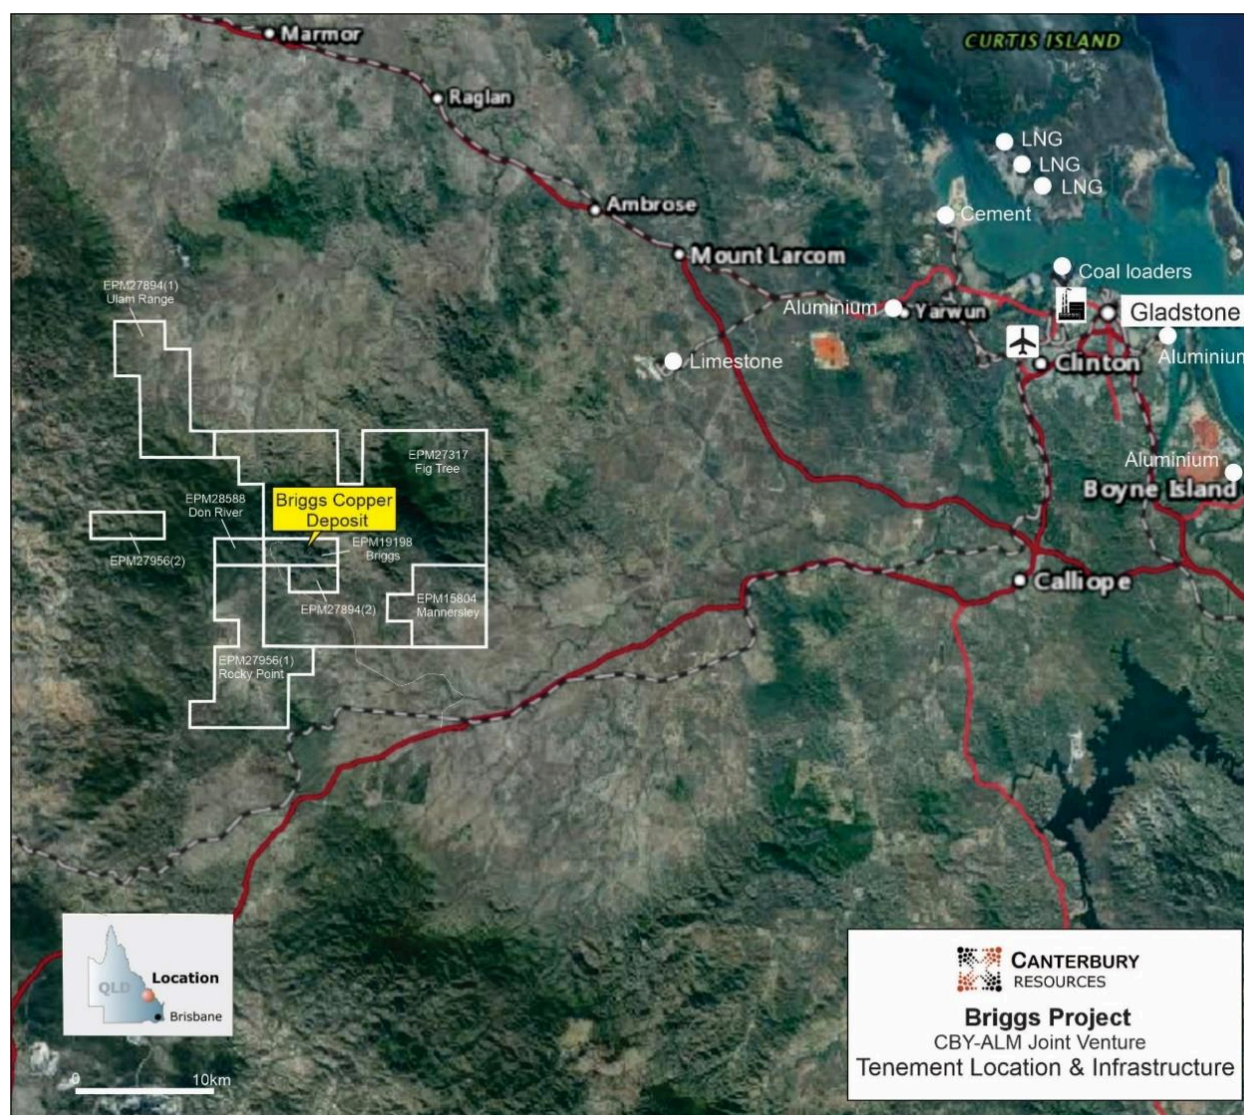 Marmor
CURTIS ISLAND
Raglan
LNG
LNG
LNG
Ambrose
Cement
Mount Larcom
Coal loaders
EPM27894(1)
Ulam Range
Aluminium
Yarwun
Gladstone
Limestone
Clinton
Aluminium
EPM27317
Fig Tree
Aluminium
Boyne Island
EPM28588
Don River
Briggs Copper
Deposit
EPM19198
Briggs
EPM27956(2)
Calliope
EPM27894(2)
EPM15804
Mannersley
EPM27956(1)
Rocky Point
Location
QLD
Brisbane
0 10km
CANTERBURY
RESOURCES
Briggs Project
CBY-ALM Joint Venture
Tenement Location & Infrastructure